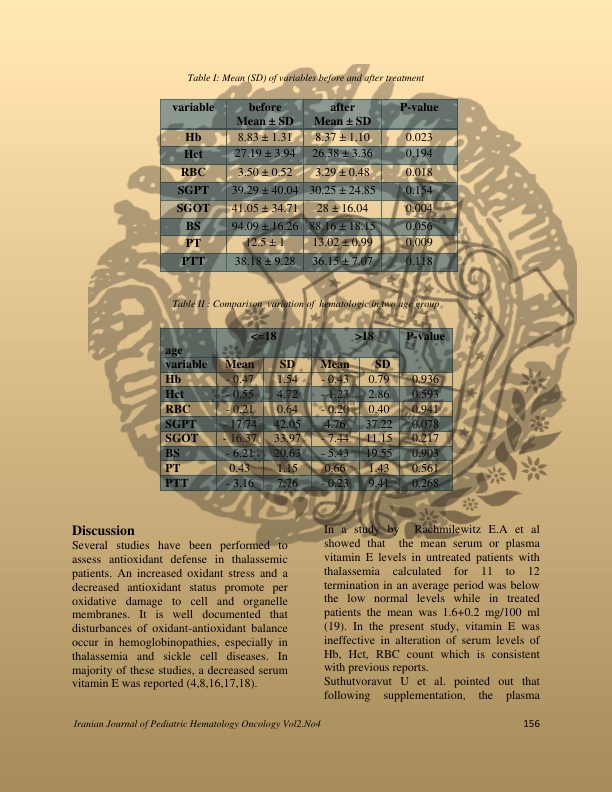 Table I: Mean (SD) of variables before and after treatment
variable before after P-value
Mean ± SD Mean ± SD
Hb 8.83 ± 1.31 8.37 ± 1.10 0.023
Hct 27.19 ± 3.94 26.38 ± 3.36 0.194
RBC 3.50 ± 0.52 3.29 ± 0.48 0.018
SGPT 39.29 ± 40.04 30.25 ± 24.85 0.154
SGOT 41.05 ± 34.71 28 ± 16.04 0.004
BS 94.09 ± 16.26 88.16 ± 18.15 0.056
PT 12.5 ± 1 13.02 ± 0.99 0.009
PTT 38.18 ± 9.28 36.15 ± 7.07 0.118
Table II : Comparison variation of hematologic in two age group
<=18 >18 P-value
age
variable Mean SD Mean SD
Hb - 0.47 1.54 - 0.43 0.79 0.936
Hct - 0.55 4.72 - 1.23 2.86 0.593
RBC - 0.21 0.64 - 0.20 0.40 0.941
SGPT - 17.74 42.05 4.76 37.22 0.078
SGOT - 16.37 33.97 - 7.44 11.15 0.217
BS - 6.21 20.63 - 5.43 19.55 0.903
PT 0.43 1.15 0.66 1.43 0.561
PTT - 3.16 7.76 - 0.23 9.41 0.268
Discussion
Several studies have been performed to
assess antioxidant defense in thalassemic
patients. An increased oxidant stress and a
decreased antioxidant status promote per
oxidative damage to cell and organelle
membranes. It is well documented that
disturbances of oxidant-antioxidant balance
occur in hemoglobinopathies, especially in
thalassemia and sickle cell diseases. In
majority of these studies, a decreased serum
vitamin E was reported (4,8,16,17,18).
In a study by Rachmilewitz E.A et al
showed that the mean serum or plasma
vitamin E levels in untreated patients with
thalassemia calculated for 11 to 12
termination in an average period was below
the low normal levels while in treated
patients the mean was 1.6+0.2 mg/100 ml
(19). In the present study, vitamin E was
ineffective in alteration of serum levels of
Hb, Hct, RBC count which is consistent
with previous reports.
Suthutvoravut U et al. pointed out that
following supplementation, the plasma
Iranian Journal of Pediatric Hematology Oncology Vol2.No4 156